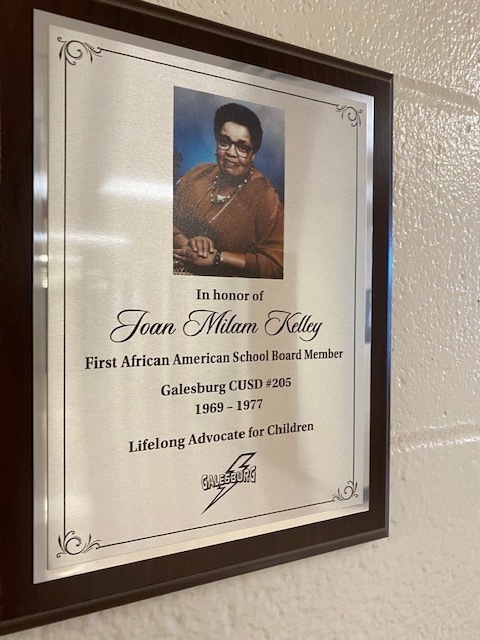 In honor of
Joan Milam Kelley
First African American School Board Member
Galesburg CUSD #205
1969 – 1977
Lifelong Advocate for Children
GALESBURG